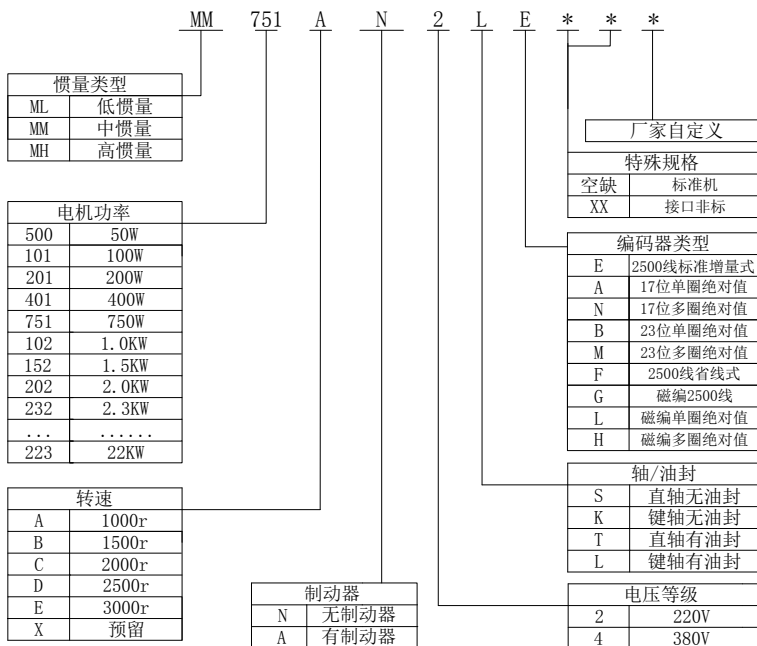 MM 751 A N 2 L E * * *
惯量类型
ML 低惯量
MM 中惯量
MH 高惯量
电机功率
500 50W
101 100W
201 200W
401 400W
751 750W
102 1.0KW
152 1.5KW
202 2.0KW
232 2.3KW
... ......
223 22KW
转速
A 1000r
B 1500r
C 2000r
D 2500r
E 3000r
X 预留
制动器
N 无制动器
A 有制动器
厂家自定义
特殊规格
空缺 标准机
XX 接口非标
编码器类型
E 2500线标准增量式
A 17位单圈绝对值
N 17位多圈绝对值
B 23位单圈绝对值
M 23位多圈绝对值
F 2500线省线式
G 磁编2500线
L 磁编单圈绝对值
H 磁编多圈绝对值
轴/油封
S 直轴无油封
K 键轴无油封
T 直轴有油封
L 键轴有油封
电压等级
2 220V
4 380V